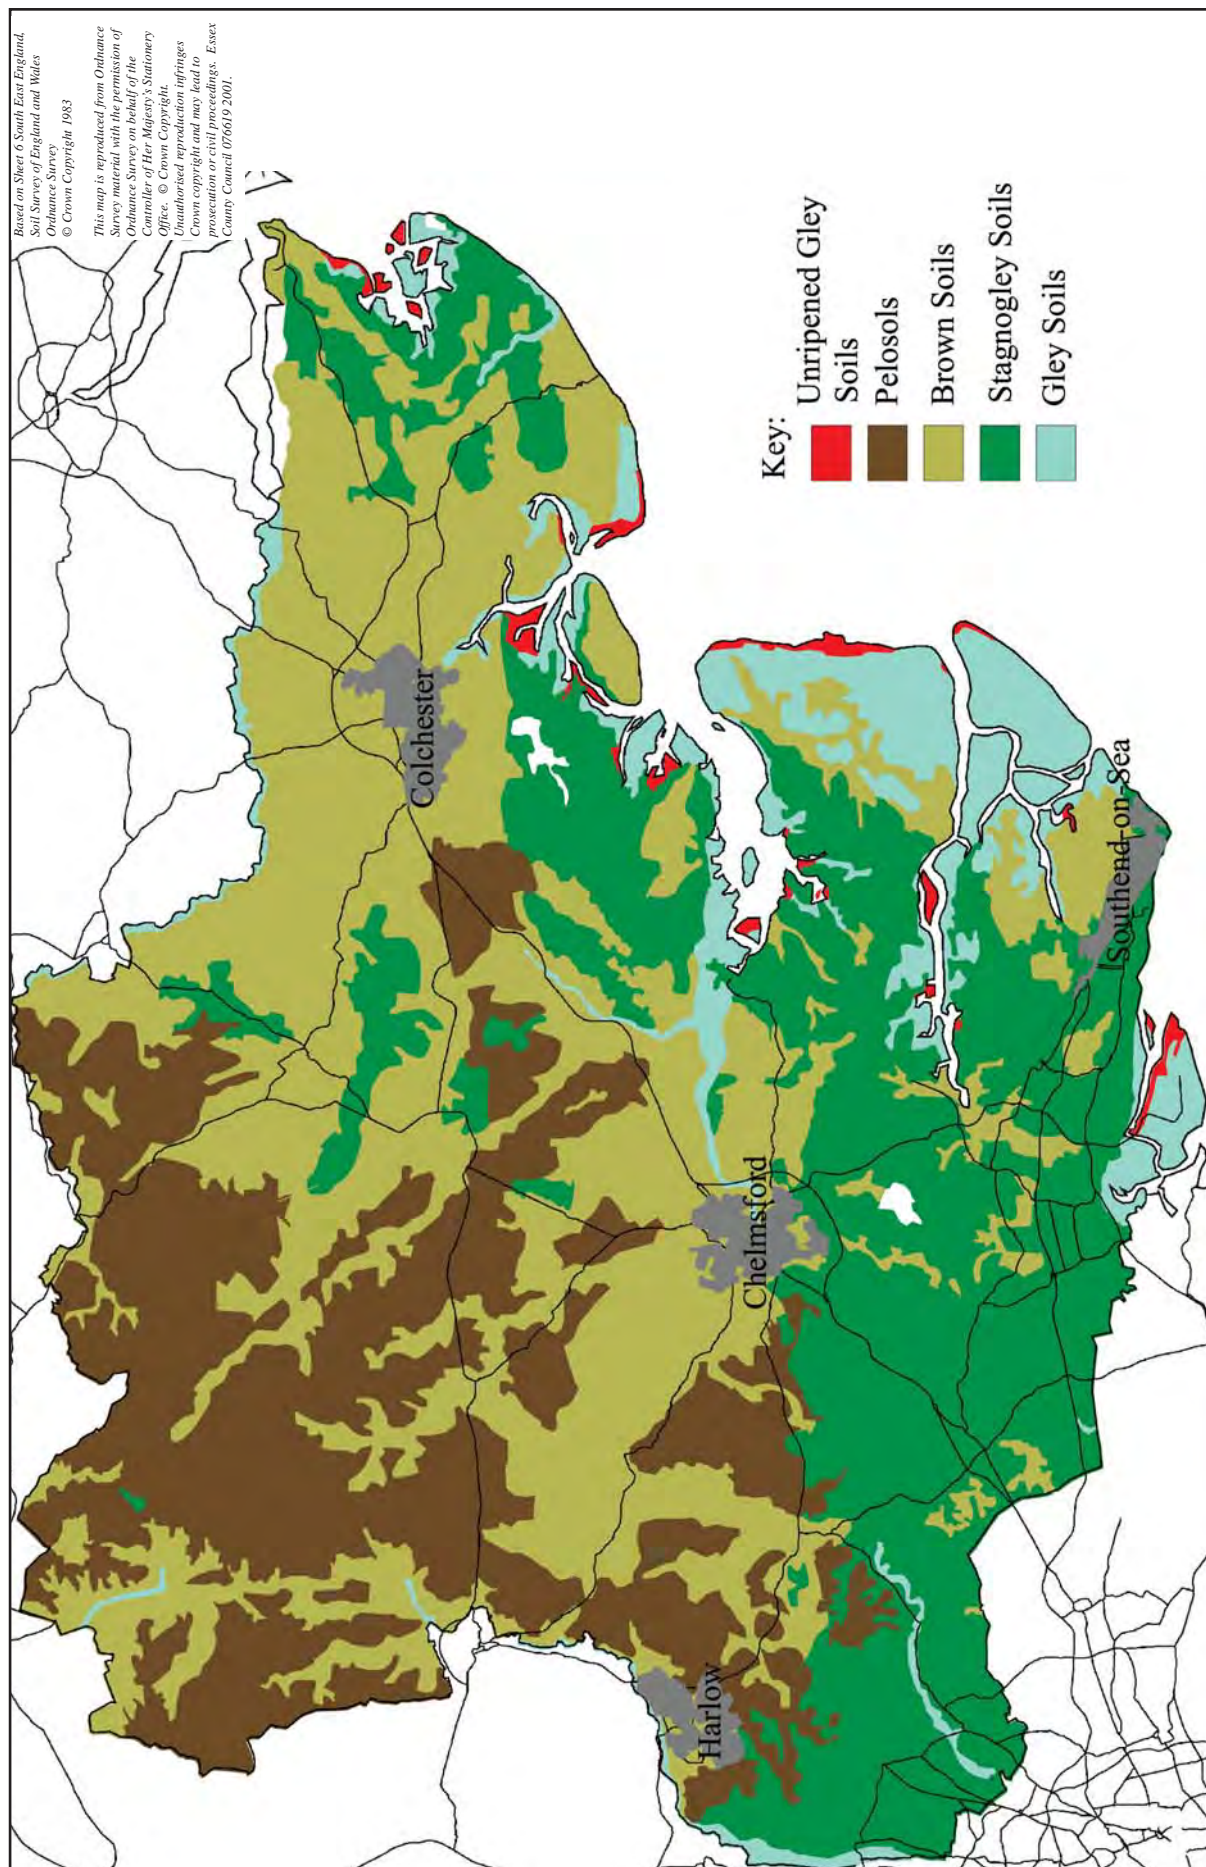 Based on Sheet 6 South East England,
Soil Survey of England and Wales
Ordnance Survey
© Crown Copyright 1983
This map is reproduced from Ordnance
Survey material with the permission of
Ordnance Survey on behalf of the
Controller of Her Majesty's Stationery
Office. © Crown Copyright.
Unauthorised reproduction infringes
Crown copyright and may lead to
prosecution or civil proceedings. Essex
County Council 076619 2001.
Colchester
Chelmsford
Harlow
Southend-on-Sea
Key:
Unripened Gley
Soils
Pelosols
Brown Soils
Stagnogley Soils
Gley Soils